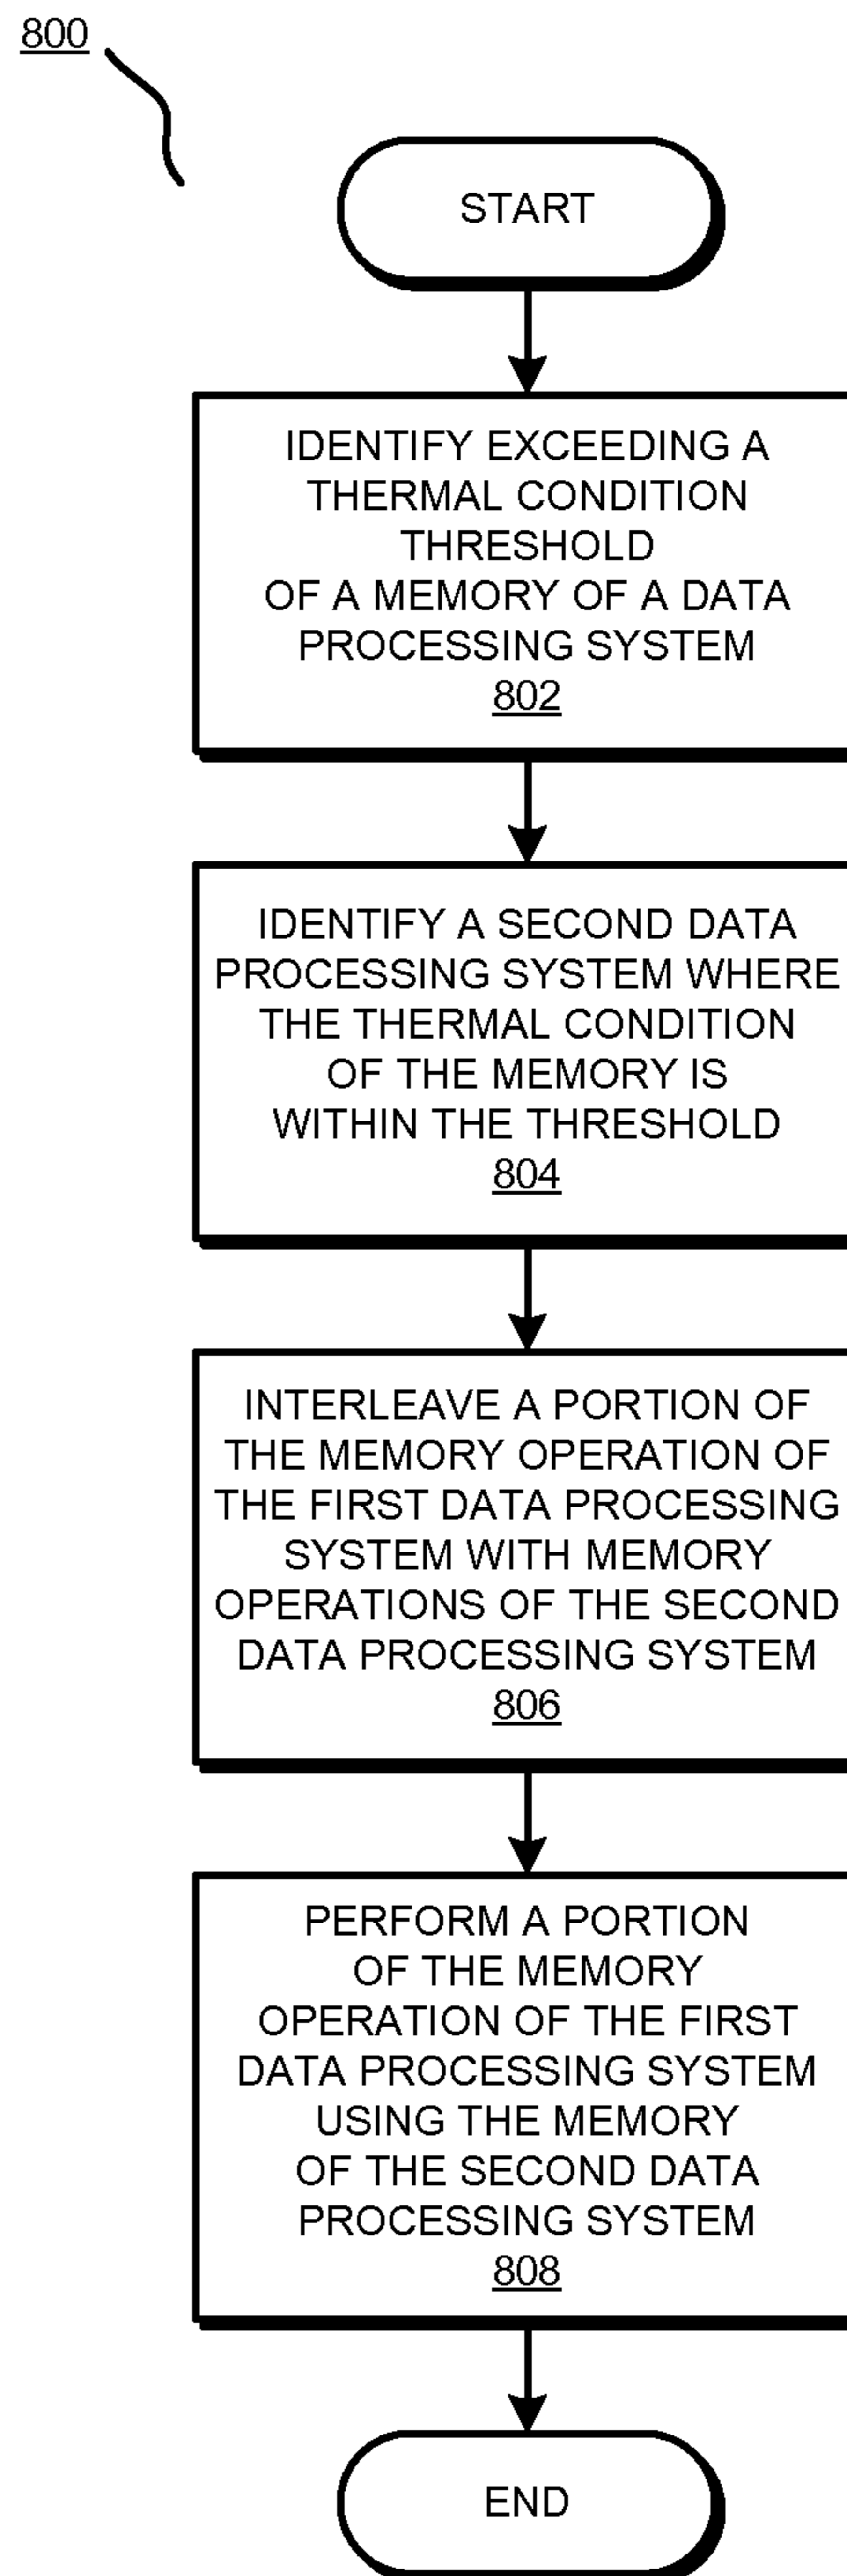 800
START
IDENTIFY EXCEEDING A
THERMAL CONDITION
THRESHOLD
OF A MEMORY OF A DATA
PROCESSING SYSTEM
802
IDENTIFY A SECOND DATA
PROCESSING SYSTEM WHERE
THE THERMAL CONDITION
OF THE MEMORY IS
WITHIN THE THRESHOLD
804
INTERLEAVE A PORTION OF
THE MEMORY OPERATION OF
THE FIRST DATA PROCESSING
SYSTEM WITH MEMORY
OPERATIONS OF THE SECOND
DATA PROCESSING SYSTEM
806
PERFORM A PORTION
OF THE MEMORY
OPERATION OF THE FIRST
DATA PROCESSING SYSTEM
USING THE MEMORY
OF THE SECOND DATA
PROCESSING SYSTEM
808
END